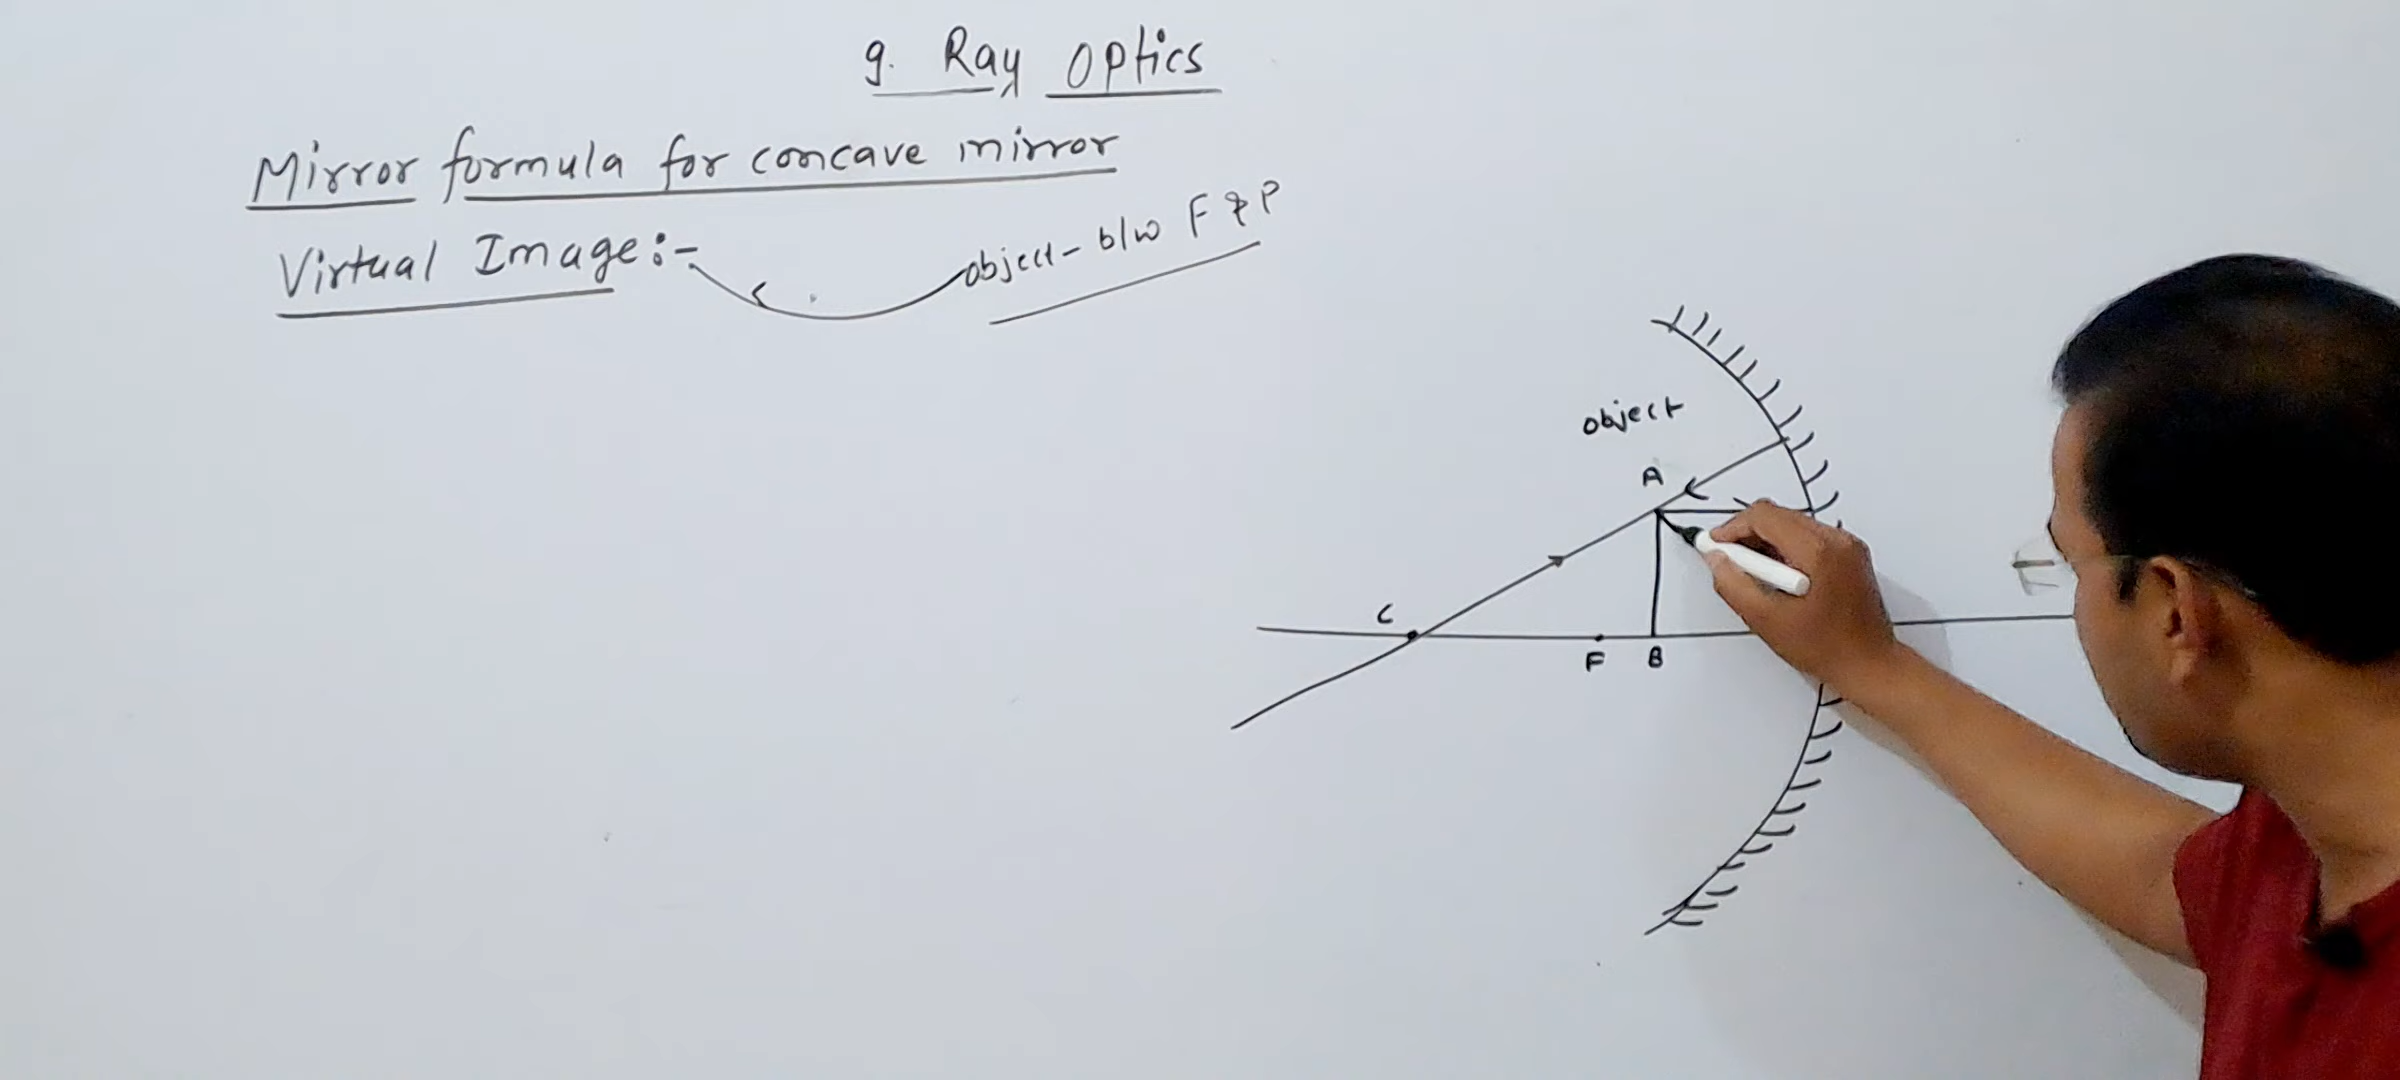 9. Ray Optics
Mirror formula for concave mirror
Virtual Image:-
object - b/w F & P
object
A
C
F
B